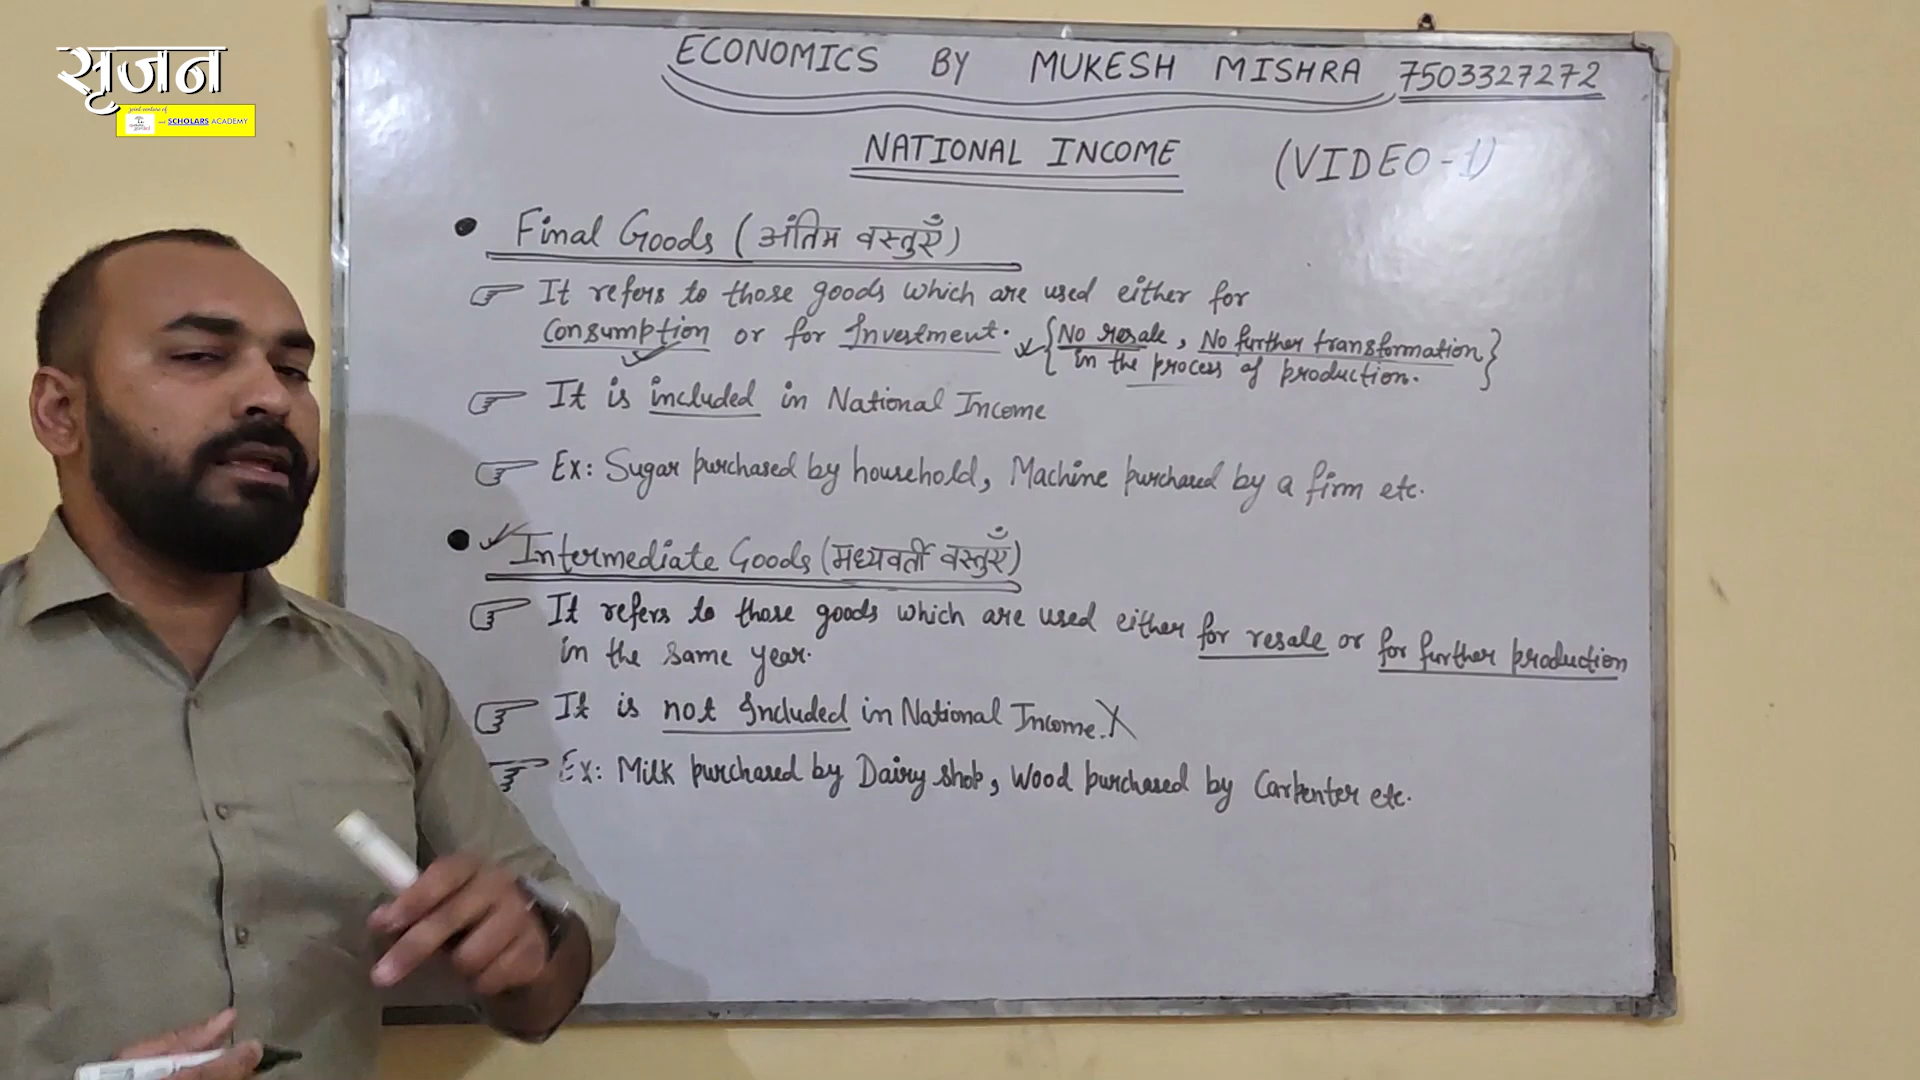 सृजन
joint venture of
and SCHOLARS ACADEMY
ECONOMICS BY MUKESH MISHRA 7503327272
NATIONAL INCOME (VIDEO-1)
Final Goods (अंतिम वस्तुएँ)
It refers to those goods which are used either for
Consumption or for Investment. {No resale, No further transformation
in the process of production.}
It is included in National Income
Ex: Sugar purchased by household, Machine purchased by a firm etc.
Intermediate Goods (मध्यवर्ती वस्तुएँ)
It refers to those goods which are used either for resale or for further production
in the same year.
It is not Included in National Income. X
Ex: Milk purchased by Dairy shop, Wood purchased by Carpenter etc.